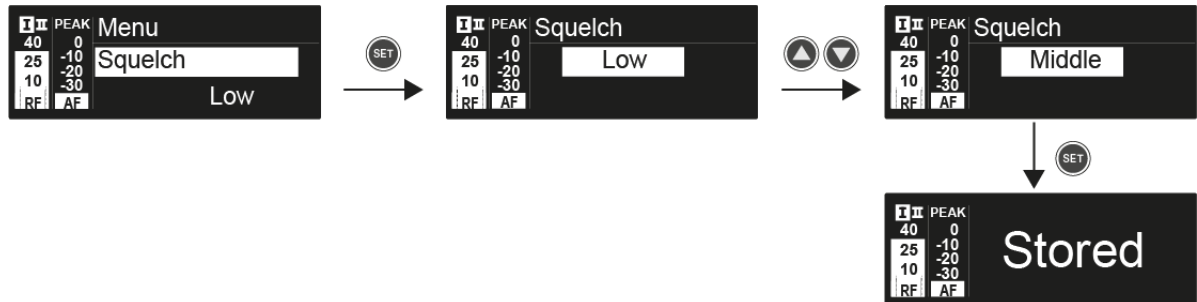 I II PEAK Menu
40 0
25 -10 Squelch
-20
10 -30
RF AF Low
SET
I II PEAK Squelch
40 0
25 -10 Low
-20
10 -30
RF AF
I II PEAK Squelch
40 0
25 -10 Middle
-20
10 -30
RF AF
SET
I II PEAK
40 0
25 -10 Stored
-20
10 -30
RF AF